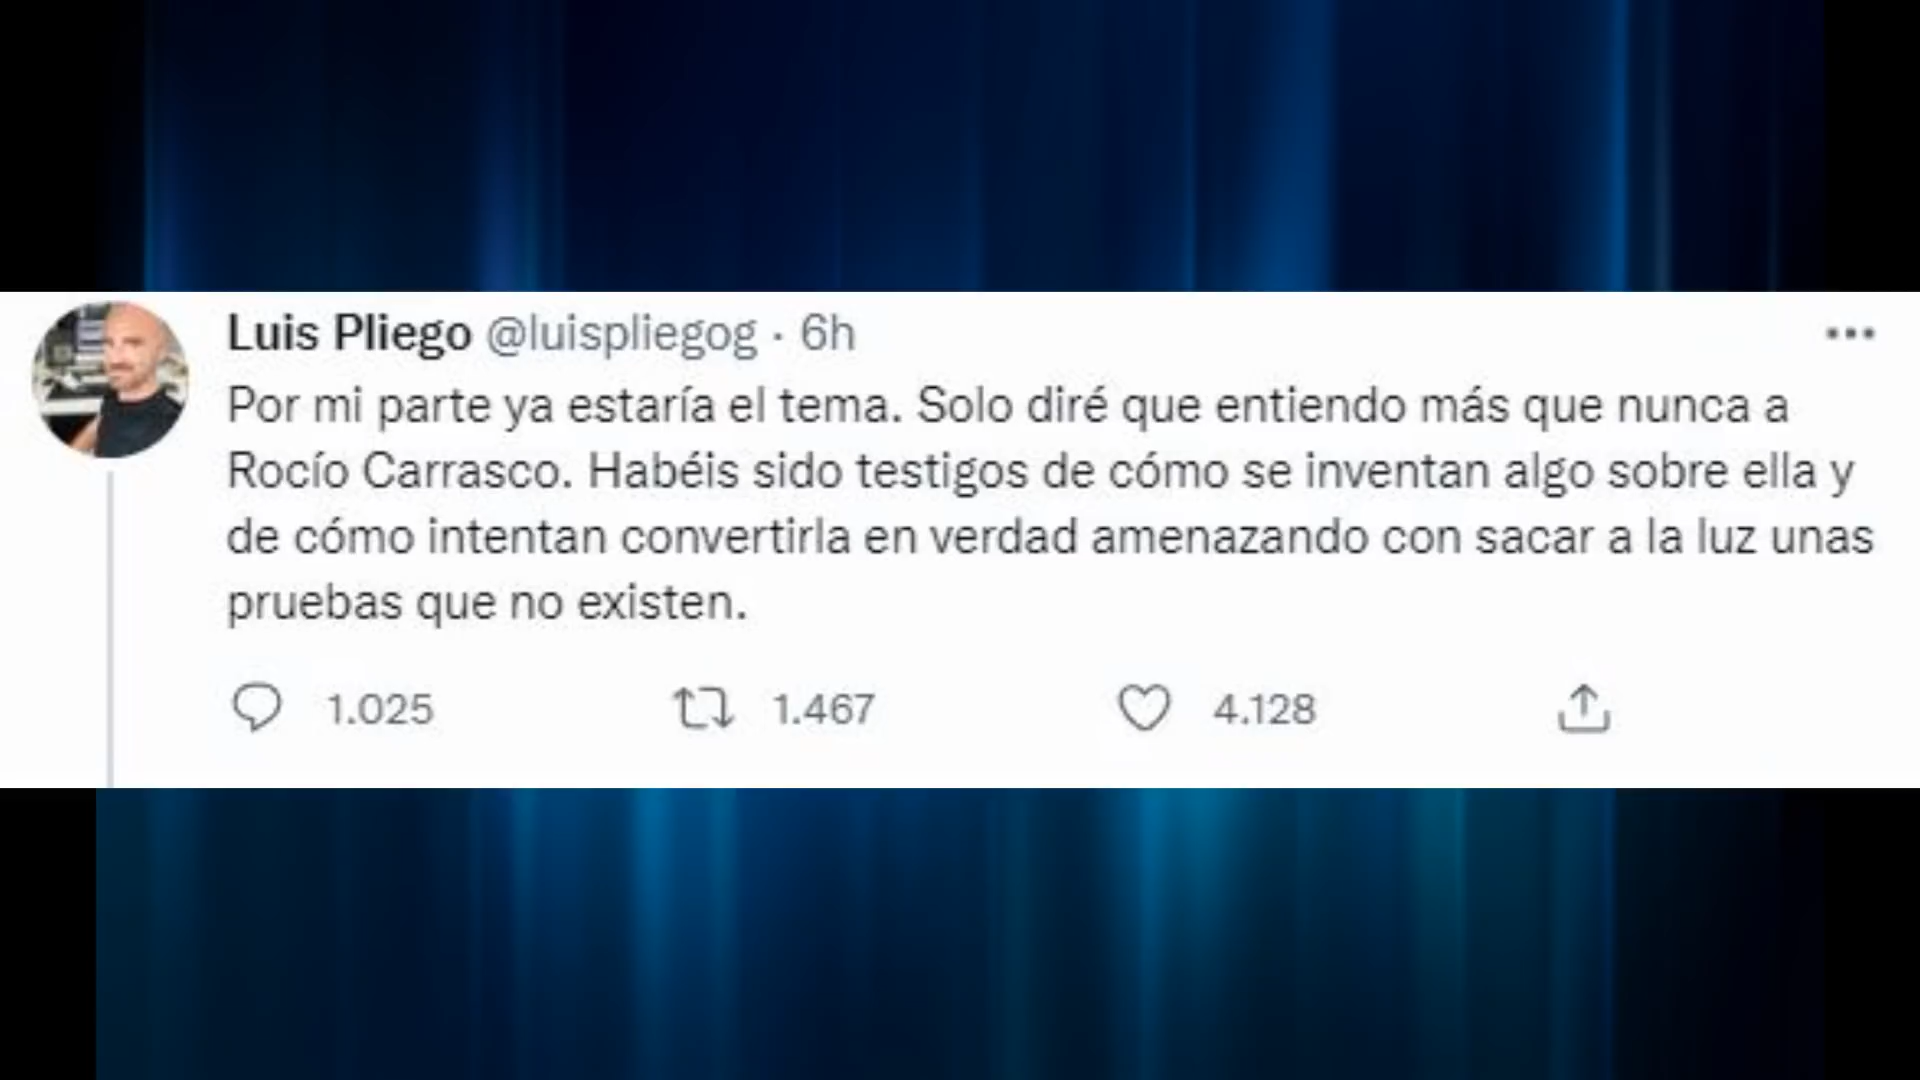 Luis Pliego @luispliegog · 6h
Por mi parte ya estaría el tema. Solo diré que entiendo más que nunca a
Rocío Carrasco. Habéis sido testigos de cómo se inventan algo sobre ella y
de cómo intentan convertirla en verdad amenazando con sacar a la luz unas
pruebas que no existen.
1.025 1.467 4.128